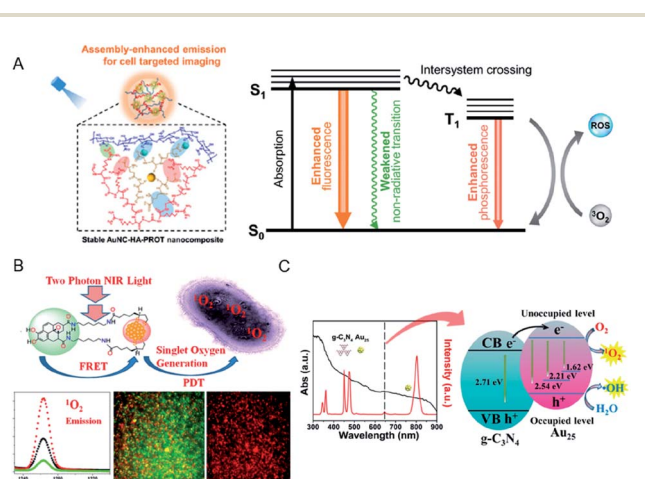 A
Assembly-enhanced emission
for cell targeted imaging
Stable AuNC-HA-PROT nanocomposite
Absorption
S1
S0
Enhanced
fluorescence
Weakened
non-radiative transition
Intersystem crossing
T1
Enhanced
phosphorescence
ROS
³O₂
B
Two Photon NIR Light
FRET
Singlet Oxygen
Generation
PDT
¹O₂
¹O₂
¹O₂
¹O₂
Emission
C
Abs (a.u.)
g-C₃N₄ Au₂₅
Intensity (a.u.)
300 400 500 600 700 800 900
Wavelength (nm)
CB e⁻
2.71 eV
VB h⁺
g-C₃N₄
Unoccupied level
e⁻
1.62 eV
2.21 eV
2.54 eV
h⁺
Occupied level
Au₂₅
O₂
¹O₂
·OH
H₂O